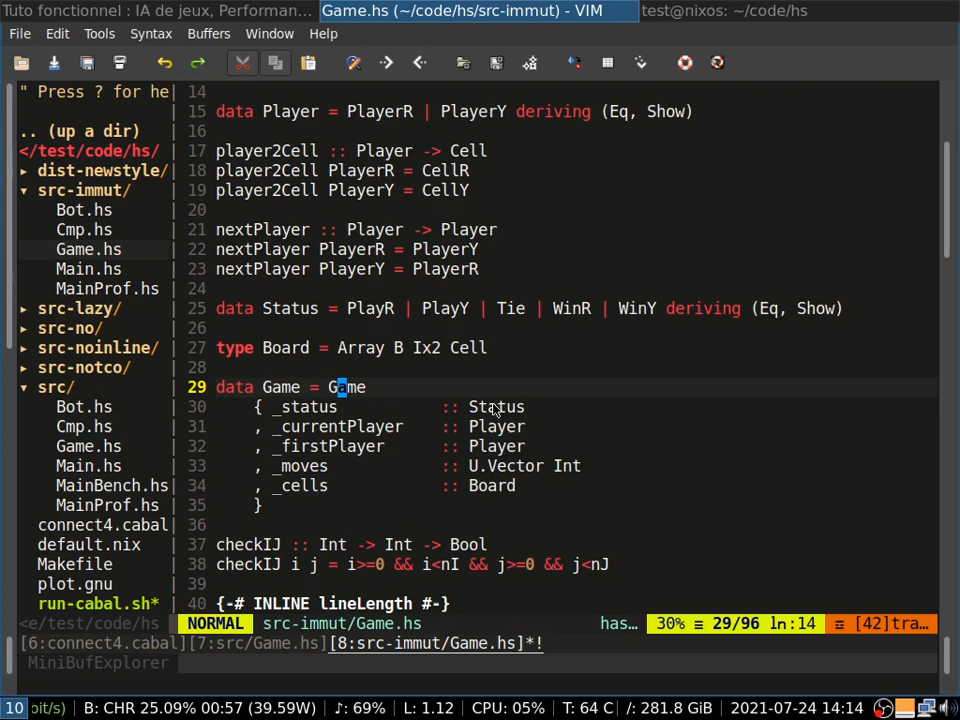 Tuto fonctionnel : IA de jeux, Performan... Game.hs (~/code/hs/src-immut) - VIM test@nixos: ~/code/hs
File Edit Tools Syntax Buffers Window Help
" Press ? for he
.. (up a dir)
</test/code/hs/
▸ dist-newstyle/
▾ src-immut/
Bot.hs
Cmp.hs
Game.hs
Main.hs
MainProf.hs
▸ src-lazy/
▸ src-no/
▸ src-noinline/
▸ src-notco/
▾ src/
Bot.hs
Cmp.hs
Game.hs
Main.hs
MainBench.hs
MainProf.hs
connect4.cabal
default.nix
Makefile
plot.gnu
run-cabal.sh*
<e/test/code/hs
14
15 data Player = PlayerR | PlayerY deriving (Eq, Show)
16
17 player2Cell :: Player -> Cell
18 player2Cell PlayerR = CellR
19 player2Cell PlayerY = CellY
20
21 nextPlayer :: Player -> Player
22 nextPlayer PlayerR = PlayerY
23 nextPlayer PlayerY = PlayerR
24
25 data Status = PlayR | PlayY | Tie | WinR | WinY deriving (Eq, Show)
26
27 type Board = Array B Ix2 Cell
28
29 data Game = Game
30 { _status :: Status
31 , _currentPlayer :: Player
32 , _firstPlayer :: Player
33 , _moves :: U.Vector Int
34 , _cells :: Board
35 }
36
37 checkIJ :: Int -> Int -> Bool
38 checkIJ i j = i>=0 && i<nI && j>=0 && j<nJ
39
40 {-# INLINE lineLength #-}
NORMAL src-immut/Game.hs has… 30% ≡ 29/96 ln:14 ≡ [42]tra…
[6:connect4.cabal][7:src/Game.hs][8:src-immut/Game.hs]*!
MiniBufExplorer
10 bit/s) | B: CHR 25.09% 00:57 (39.59W) | ♪: 69% | L: 1.12 | CPU: 05% | T: 64 C | /: 281.8 GiB | 2021-07-24 14:14